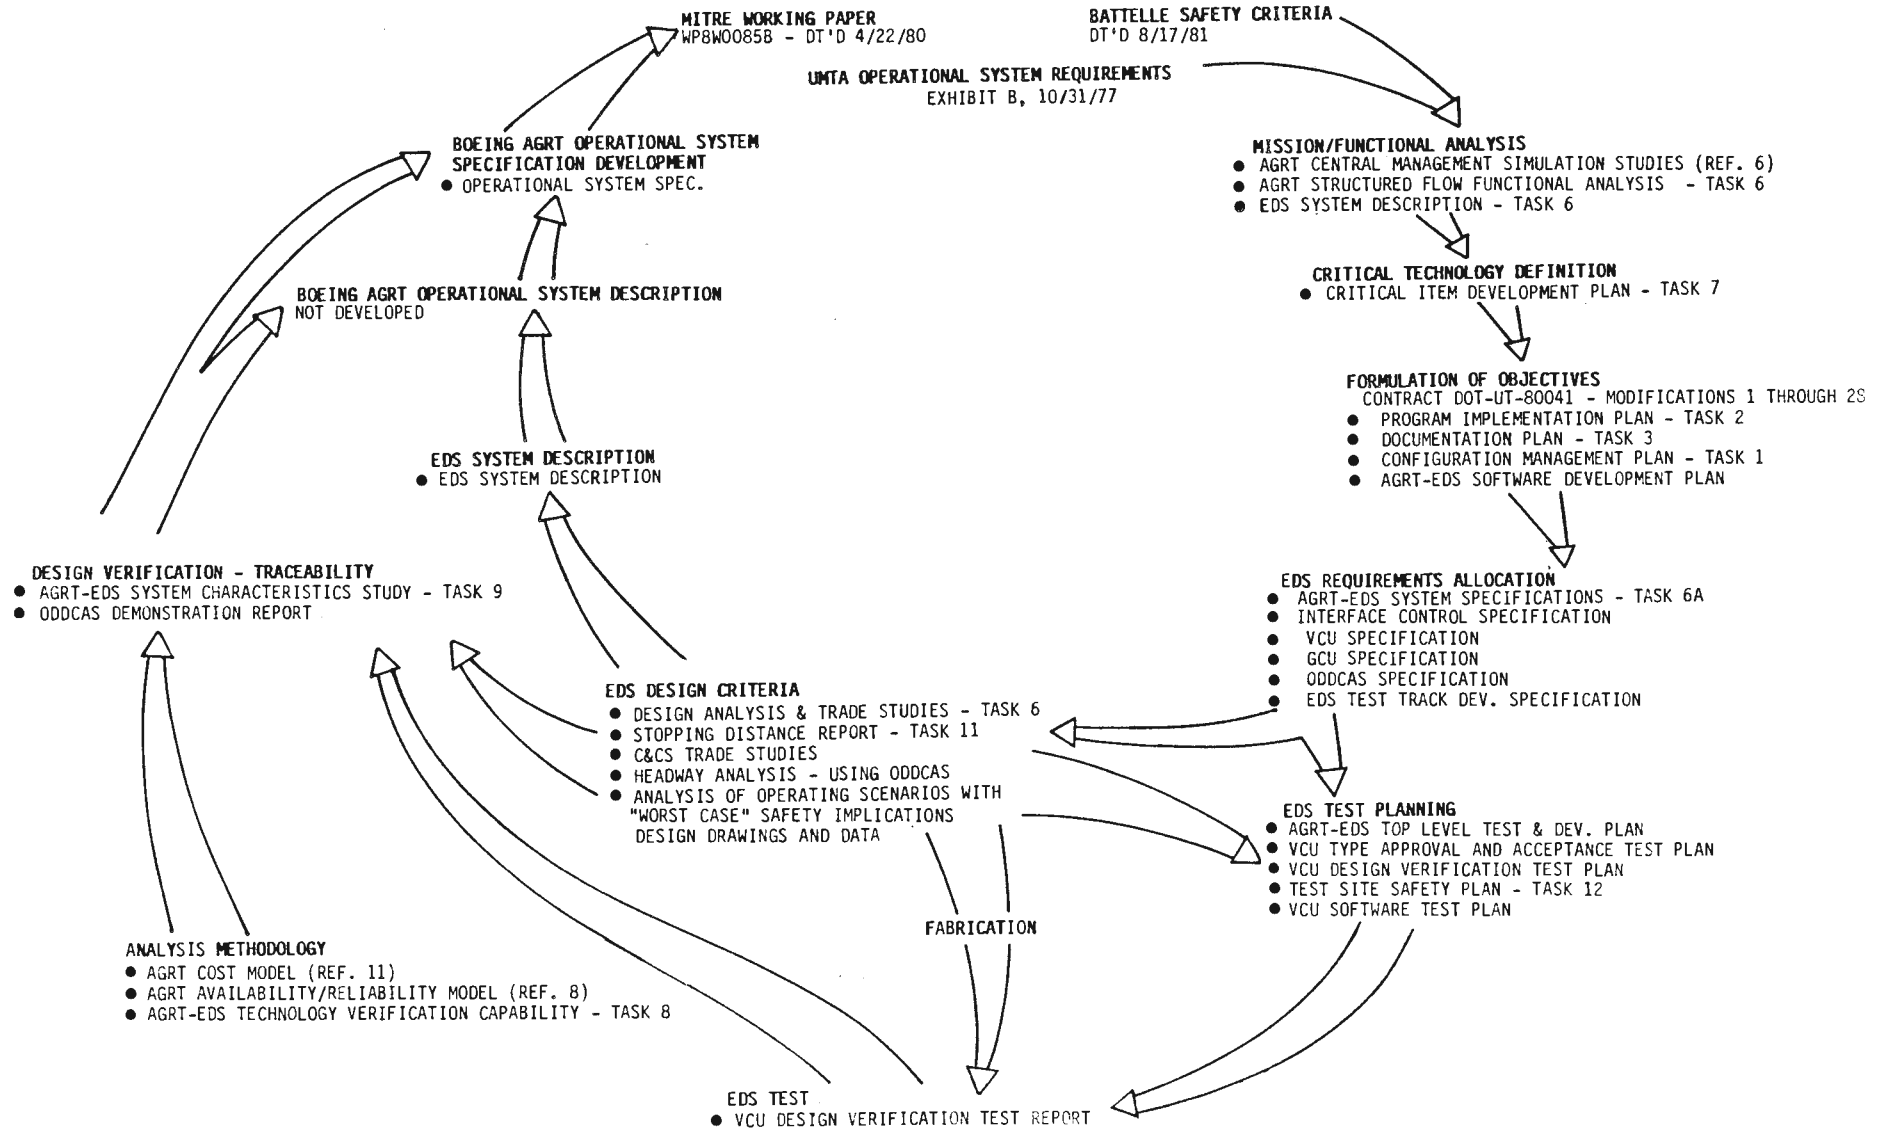 MITRE WORKING PAPER
WP8W0085B - DT'D 4/22/80
BATTELLE SAFETY CRITERIA
DT'D 8/17/81
UMTA OPERATIONAL SYSTEM REQUIREMENTS
EXHIBIT B, 10/31/77
BOEING AGRT OPERATIONAL SYSTEM
SPECIFICATION DEVELOPMENT
● OPERATIONAL SYSTEM SPEC.
MISSION/FUNCTIONAL ANALYSIS
● AGRT CENTRAL MANAGEMENT SIMULATION STUDIES (REF. 6)
● AGRT STRUCTURED FLOW FUNCTIONAL ANALYSIS - TASK 6
● EDS SYSTEM DESCRIPTION - TASK 6
CRITICAL TECHNOLOGY DEFINITION
● CRITICAL ITEM DEVELOPMENT PLAN - TASK 7
BOEING AGRT OPERATIONAL SYSTEM DESCRIPTION
NOT DEVELOPED
FORMULATION OF OBJECTIVES
CONTRACT DOT-UT-80041 - MODIFICATIONS 1 THROUGH
● PROGRAM IMPLEMENTATION PLAN - TASK 2
● DOCUMENTATION PLAN - TASK 3
● CONFIGURATION MANAGEMENT PLAN - TASK 1
● AGRT-EDS SOFTWARE DEVELOPMENT PLAN
EDS SYSTEM DESCRIPTION
● EDS SYSTEM DESCRIPTION
DESIGN VERIFICATION - TRACEABILITY
● AGRT-EDS SYSTEM CHARACTERISTICS STUDY - TASK 9
● ODDCAS DEMONSTRATION REPORT
EDS REQUIREMENTS ALLOCATION
● AGRT-EDS SYSTEM SPECIFICATIONS - TASK 6A
● INTERFACE CONTROL SPECIFICATION
● VCU SPECIFICATION
● GCU SPECIFICATION
● ODDCAS SPECIFICATION
● EDS TEST TRACK DEV. SPECIFICATION
EDS DESIGN CRITERIA
● DESIGN ANALYSIS & TRADE STUDIES - TASK 6
● STOPPING DISTANCE REPORT - TASK 11
● C&CS TRADE STUDIES
● HEADWAY ANALYSIS - USING ODDCAS
● ANALYSIS OF OPERATING SCENARIOS WITH
"WORST CASE" SAFETY IMPLICATIONS
DESIGN DRAWINGS AND DATA
EDS TEST PLANNING
● AGRT-EDS TOP LEVEL TEST & DEV. PLAN
● VCU TYPE APPROVAL AND ACCEPTANCE TEST PLAN
● VCU DESIGN VERIFICATION TEST PLAN
● TEST SITE SAFETY PLAN - TASK 12
● VCU SOFTWARE TEST PLAN
FABRICATION
ANALYSIS METHODOLOGY
● AGRT COST MODEL (REF. 11)
● AGRT AVAILABILITY/RELIABILITY MODEL (REF. 8)
● AGRT-EDS TECHNOLOGY VERIFICATION CAPABILITY - TASK 8
EDS TEST
● VCU DESIGN VERIFICATION TEST REPORT